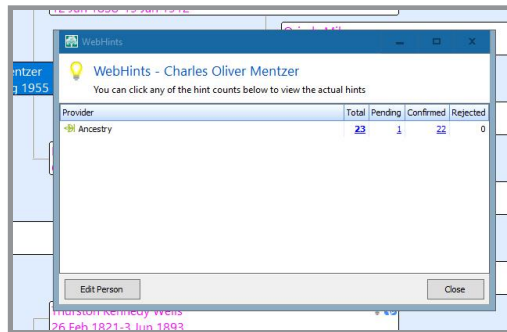 WebHints
WebHints - Charles Oliver Mentzer
You can click any of the hint counts below to view the actual hints
Provider Total Pending Confirmed Rejected
Ancestry 23 1 22 0
ntzer
1955
Edit Person Close
Thurston Kennedy Wells
26 Feb 1821-3 Jun 1893